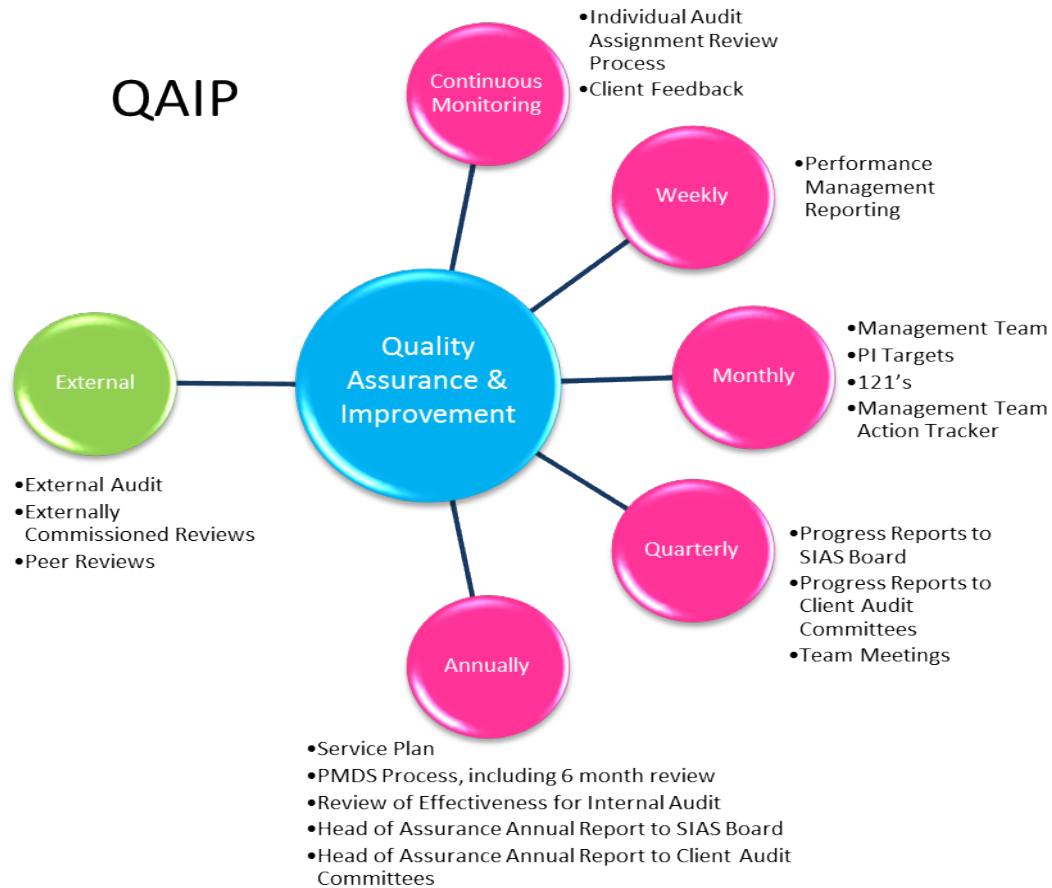 QAIP
Continuous
Monitoring
•Individual Audit
Assignment Review
Process
•Client Feedback
Weekly
•Performance
Management
Reporting
Quality
Assurance &
Improvement
External
•External Audit
•Externally
Commissioned Reviews
•Peer Reviews
Monthly
•Management Team
•PI Targets
•121’s
•Management Team
Action Tracker
Quarterly
•Progress Reports to
SIAS Board
•Progress Reports to
Client Audit
Committees
•Team Meetings
Annually
•Service Plan
•PMDS Process, including 6 month review
•Review of Effectiveness for Internal Audit
•Head of Assurance Annual Report to SIAS Board
•Head of Assurance Annual Report to Client Audit
Committees